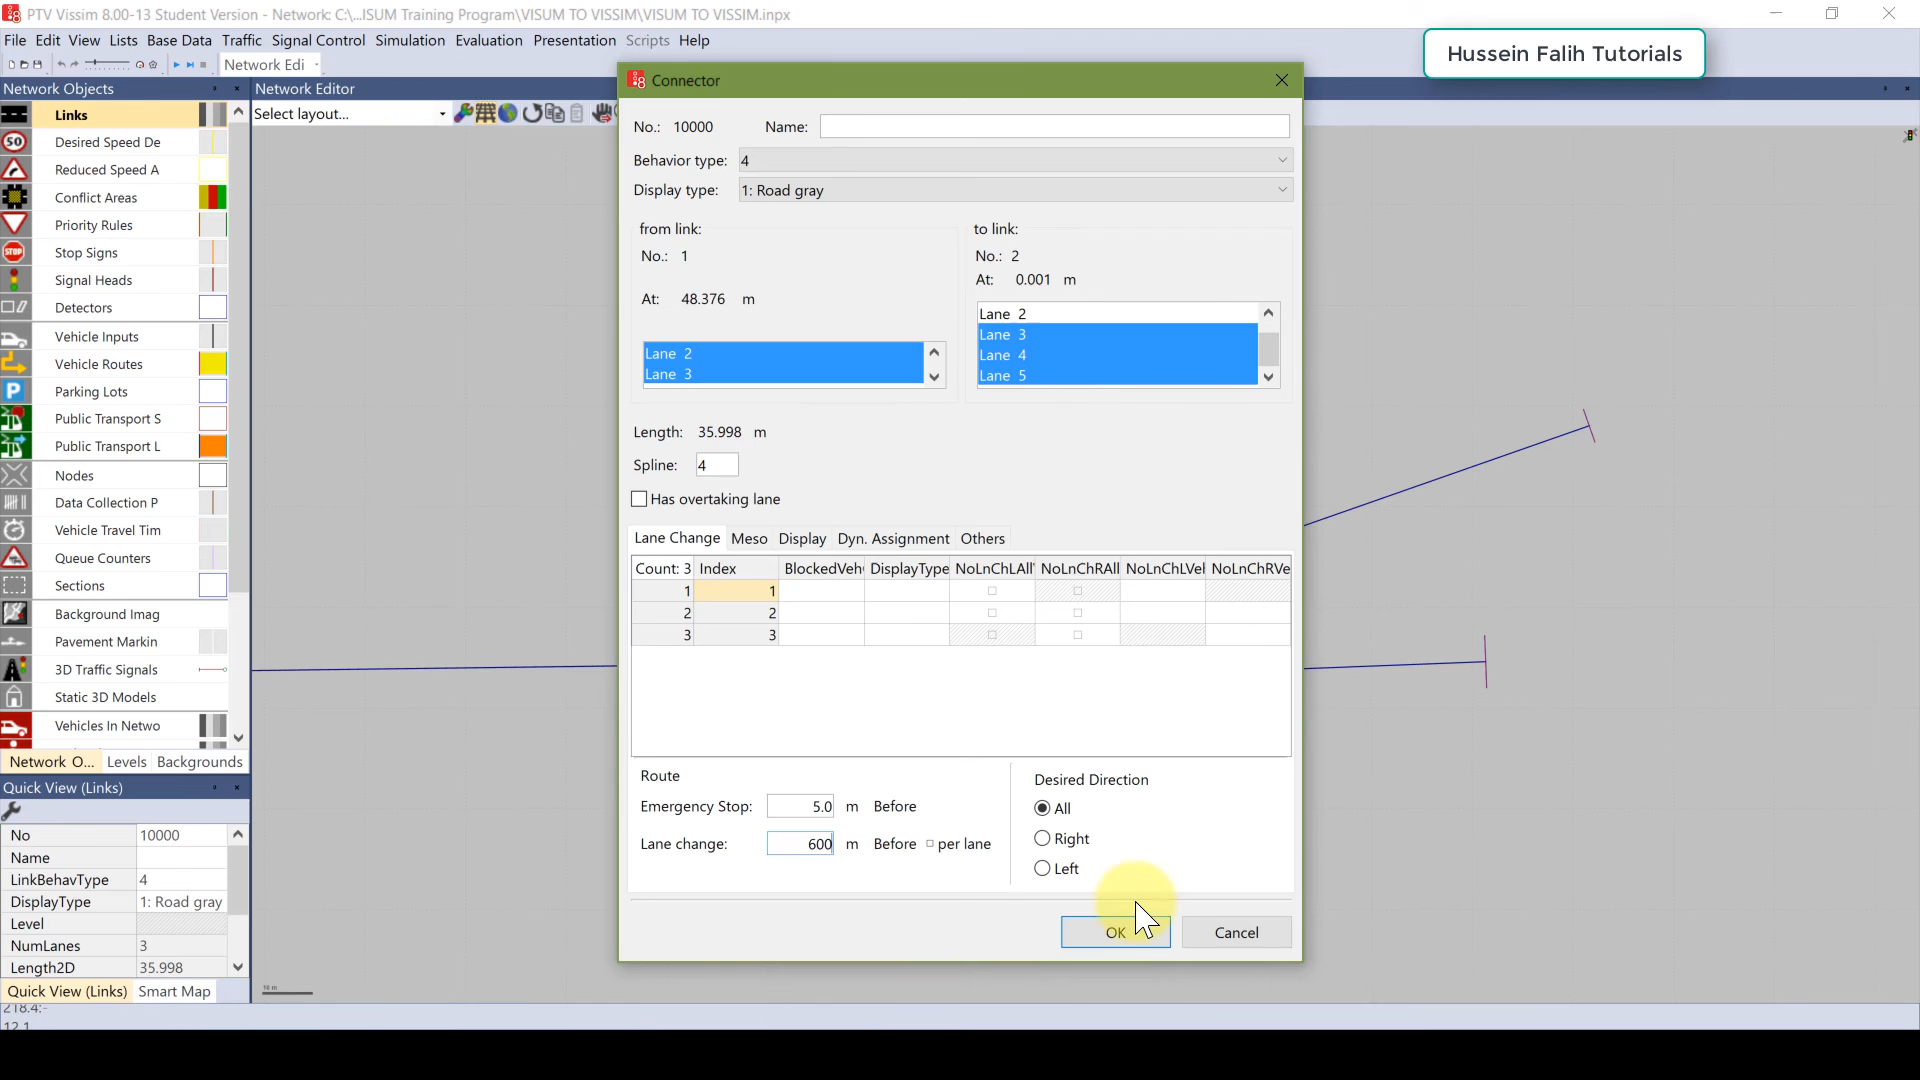 PTV Vissim 8.00-13 Student Version - Network: C:\...ISUM Training Program\VISUM TO VISSIM\VISUM TO VISSIM.inpx
File Edit View Lists Base Data Traffic Signal Control Simulation Evaluation Presentation Scripts Help
Hussein Falih Tutorials
Network Edi
Network Objects
Network Editor
Select layout...
Links
50 Desired Speed De
Reduced Speed A
Conflict Areas
Priority Rules
STOP Stop Signs
Signal Heads
Detectors
Vehicle Inputs
Vehicle Routes
P Parking Lots
Public Transport S
Public Transport L
Nodes
Data Collection P
Vehicle Travel Tim
Queue Counters
Sections
Background Imag
Pavement Markin
3D Traffic Signals
Static 3D Models
Vehicles In Netwo
Network O... Levels Backgrounds
Quick View (Links)
No 10000
Name
LinkBehavType 4
DisplayType 1: Road gray
Level
NumLanes 3
Length2D 35.998
Quick View (Links) Smart Map
218.4:-
12.1
10 m
Connector
No.: 10000 Name:
Behavior type: 4
Display type: 1: Road gray
from link:
No.: 1
At: 48.376 m
Lane 2
Lane 3
to link:
No.: 2
At: 0.001 m
Lane 2
Lane 3
Lane 4
Lane 5
Length: 35.998 m
Spline: 4
Has overtaking lane
Lane Change Meso Display Dyn. Assignment Others
Count: 3 Index BlockedVeh DisplayType NoLnChLAll NoLnChRAll NoLnChLVel NoLnChRVe
1 1
2 2
3 3
Route
Emergency Stop: 5.0 m Before
Lane change: 600 m Before per lane
Desired Direction
All
Right
Left
OK Cancel